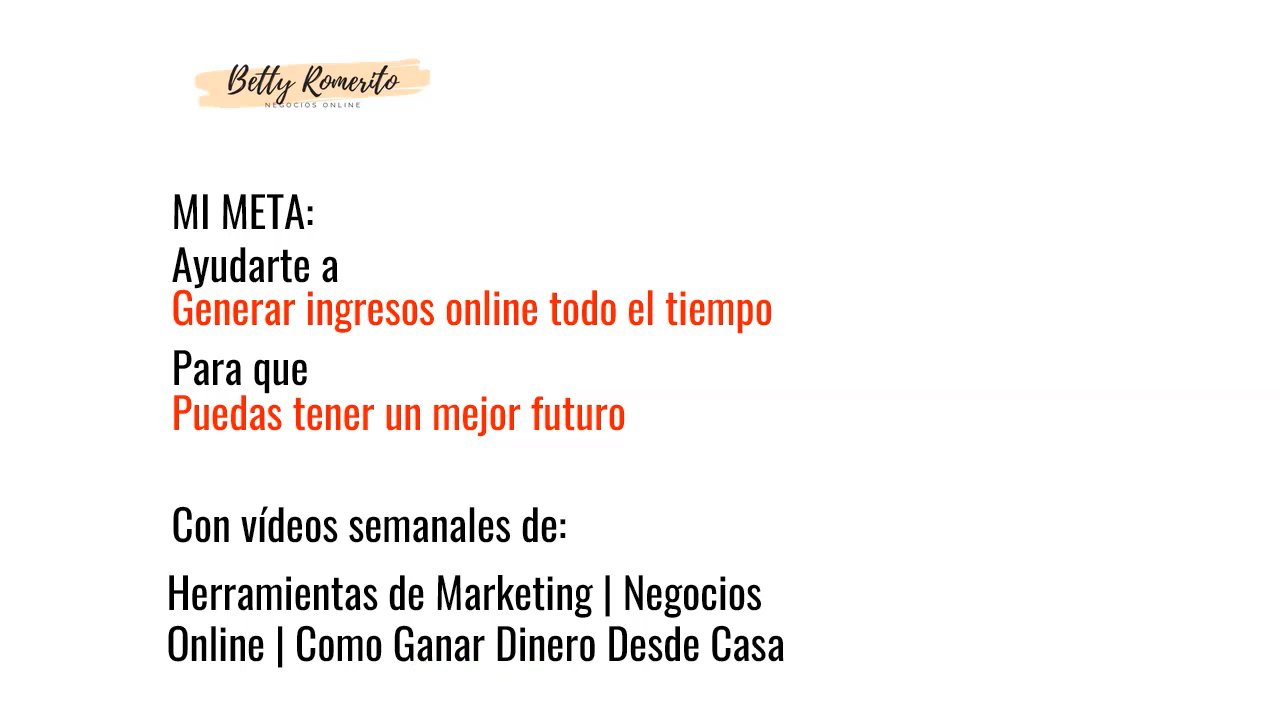 Betty Romerito
NEGOCIOS ONLINE
MI META:
Ayudarte a
Generar ingresos online todo el tiempo
Para que
Puedas tener un mejor futuro
Con vídeos semanales de:
Herramientas de Marketing | Negocios
Online | Como Ganar Dinero Desde Casa